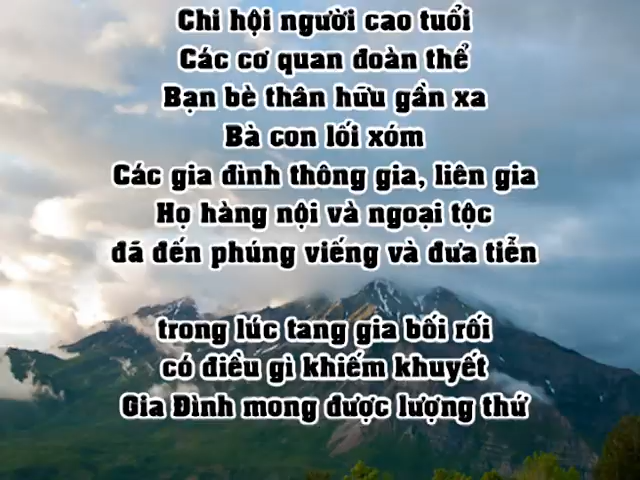 Chi hội người cao tuổi
Các cơ quan đoàn thể
Bạn bè thân hữu gần xa
Bà con lối xóm
Các gia đình thông gia, liên gia
Họ hàng nội và ngoại tộc
đã đến phúng viếng và đưa tiễn
trong lúc tang gia bối rối
có điều gì khiếm khuyết
Gia Đình mong được lượng thứ